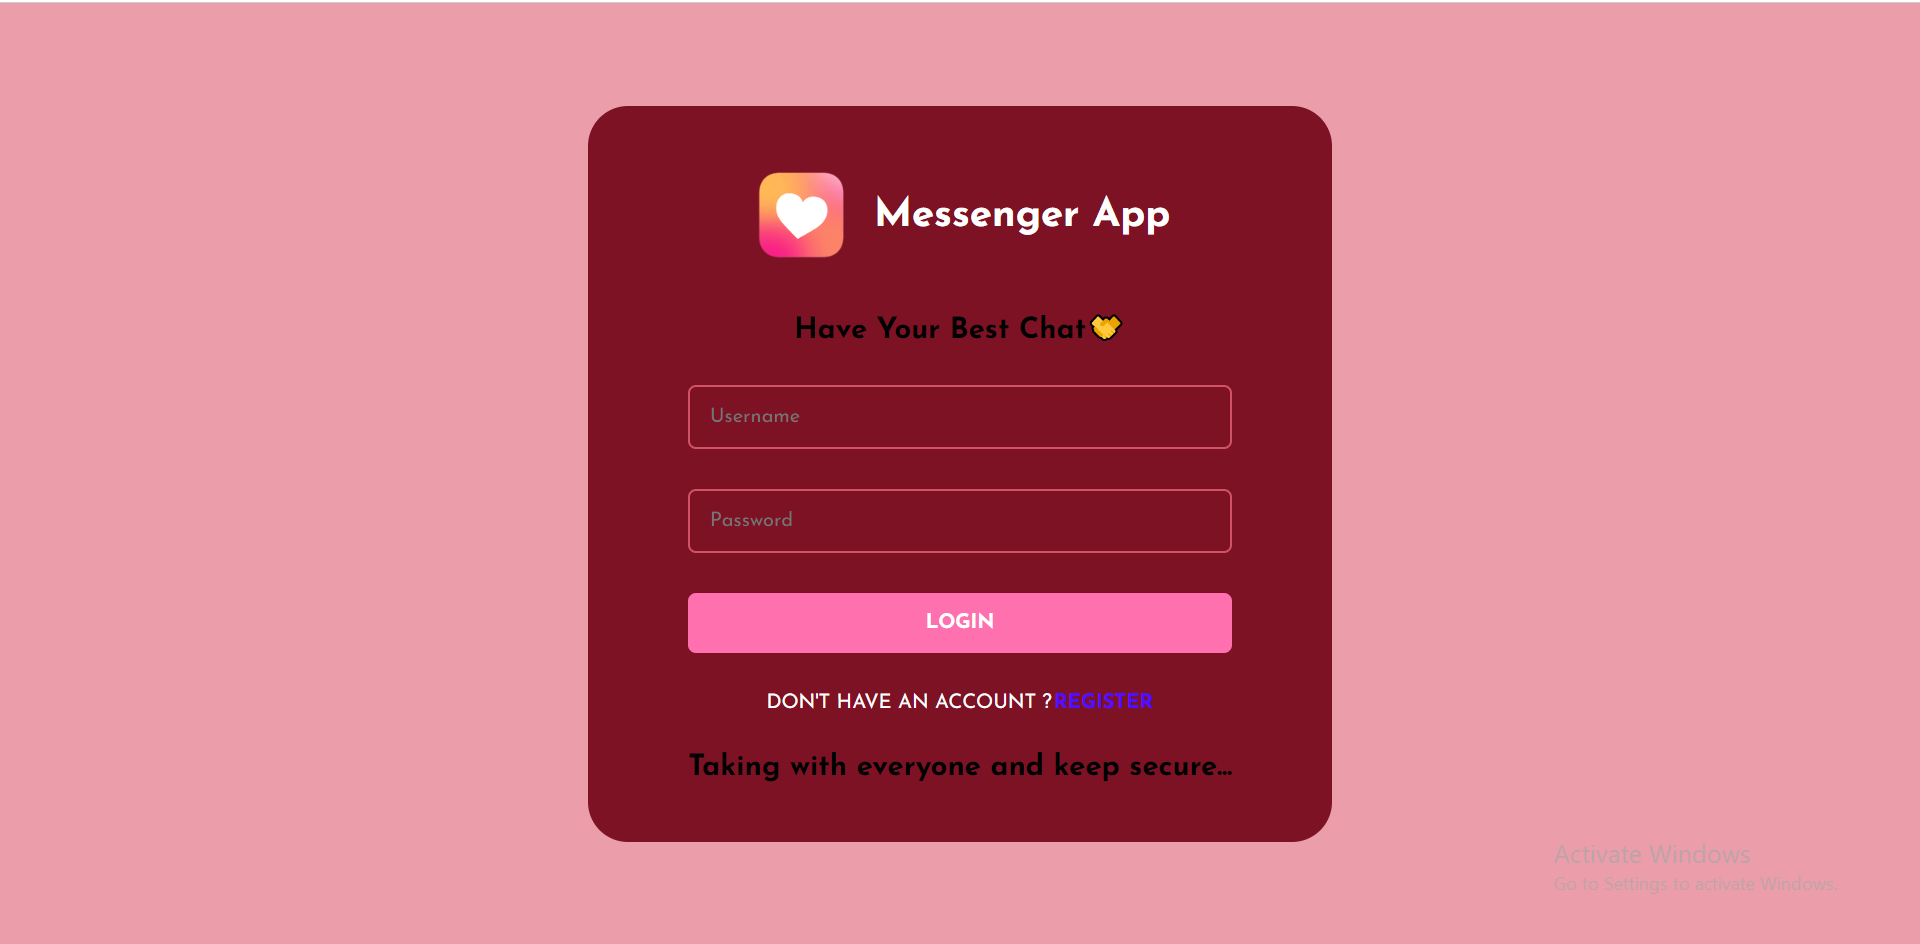 Messenger App
Have Your Best Chat
Username
Password
LOGIN
DON'T HAVE AN ACCOUNT ?REGISTER
Taking with everyone and keep secure...
Activate Windows
Go to Settings to activate Windows.